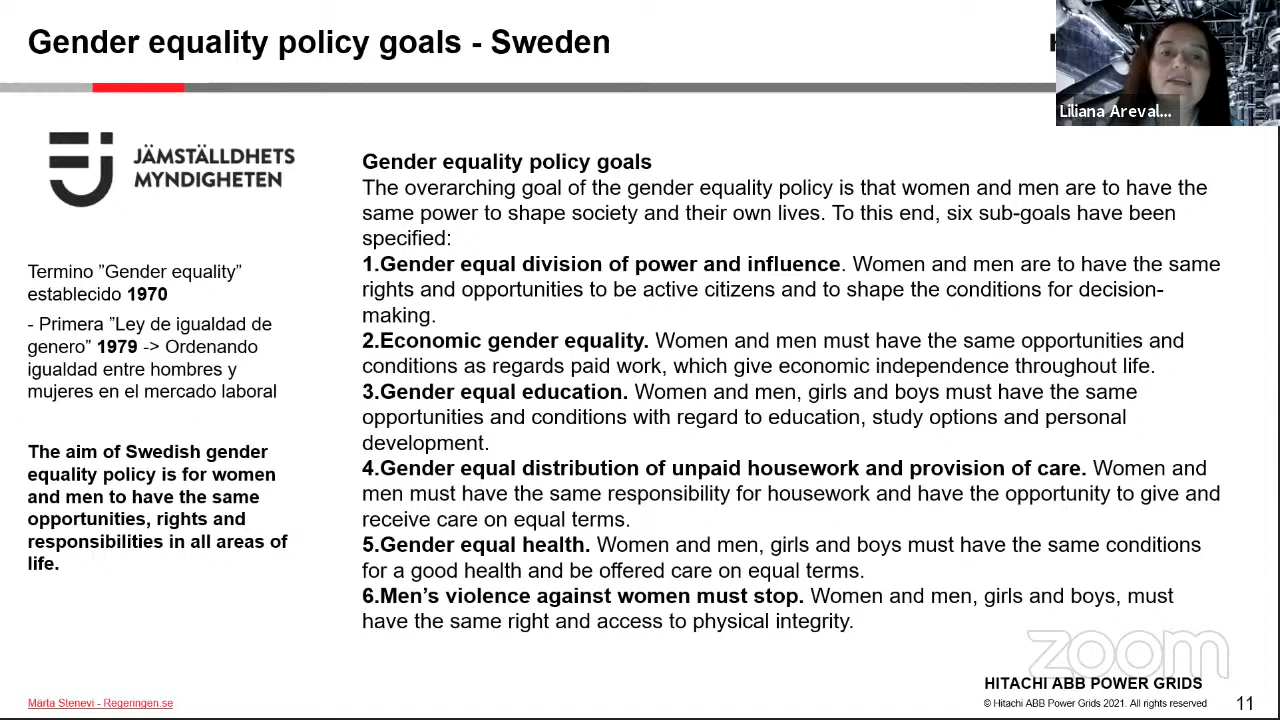 Gender equality policy goals - Sweden
Liliana Areval...
JÄMSTÄLLDHETS
MYNDIGHETEN
Termino ”Gender equality”
establecido 1970
- Primera ”Ley de igualdad de
genero” 1979 -> Ordenando
igualdad entre hombres y
mujeres en el mercado laboral
The aim of Swedish gender
equality policy is for women
and men to have the same
opportunities, rights and
responsibilities in all areas of
life.
Gender equality policy goals
The overarching goal of the gender equality policy is that women and men are to have the
same power to shape society and their own lives. To this end, six sub-goals have been
specified:
1.Gender equal division of power and influence. Women and men are to have the same
rights and opportunities to be active citizens and to shape the conditions for decision-
making.
2.Economic gender equality. Women and men must have the same opportunities and
conditions as regards paid work, which give economic independence throughout life.
3.Gender equal education. Women and men, girls and boys must have the same
opportunities and conditions with regard to education, study options and personal
development.
4.Gender equal distribution of unpaid housework and provision of care. Women and
men must have the same responsibility for housework and have the opportunity to give and
receive care on equal terms.
5.Gender equal health. Women and men, girls and boys must have the same conditions
for a good health and be offered care on equal terms.
6.Men’s violence against women must stop. Women and men, girls and boys, must
have the same right and access to physical integrity.
zoom
HITACHI ABB POWER GRIDS
Märta Stenevi - Regeringen.se
© Hitachi ABB Power Grids 2021. All rights reserved
11